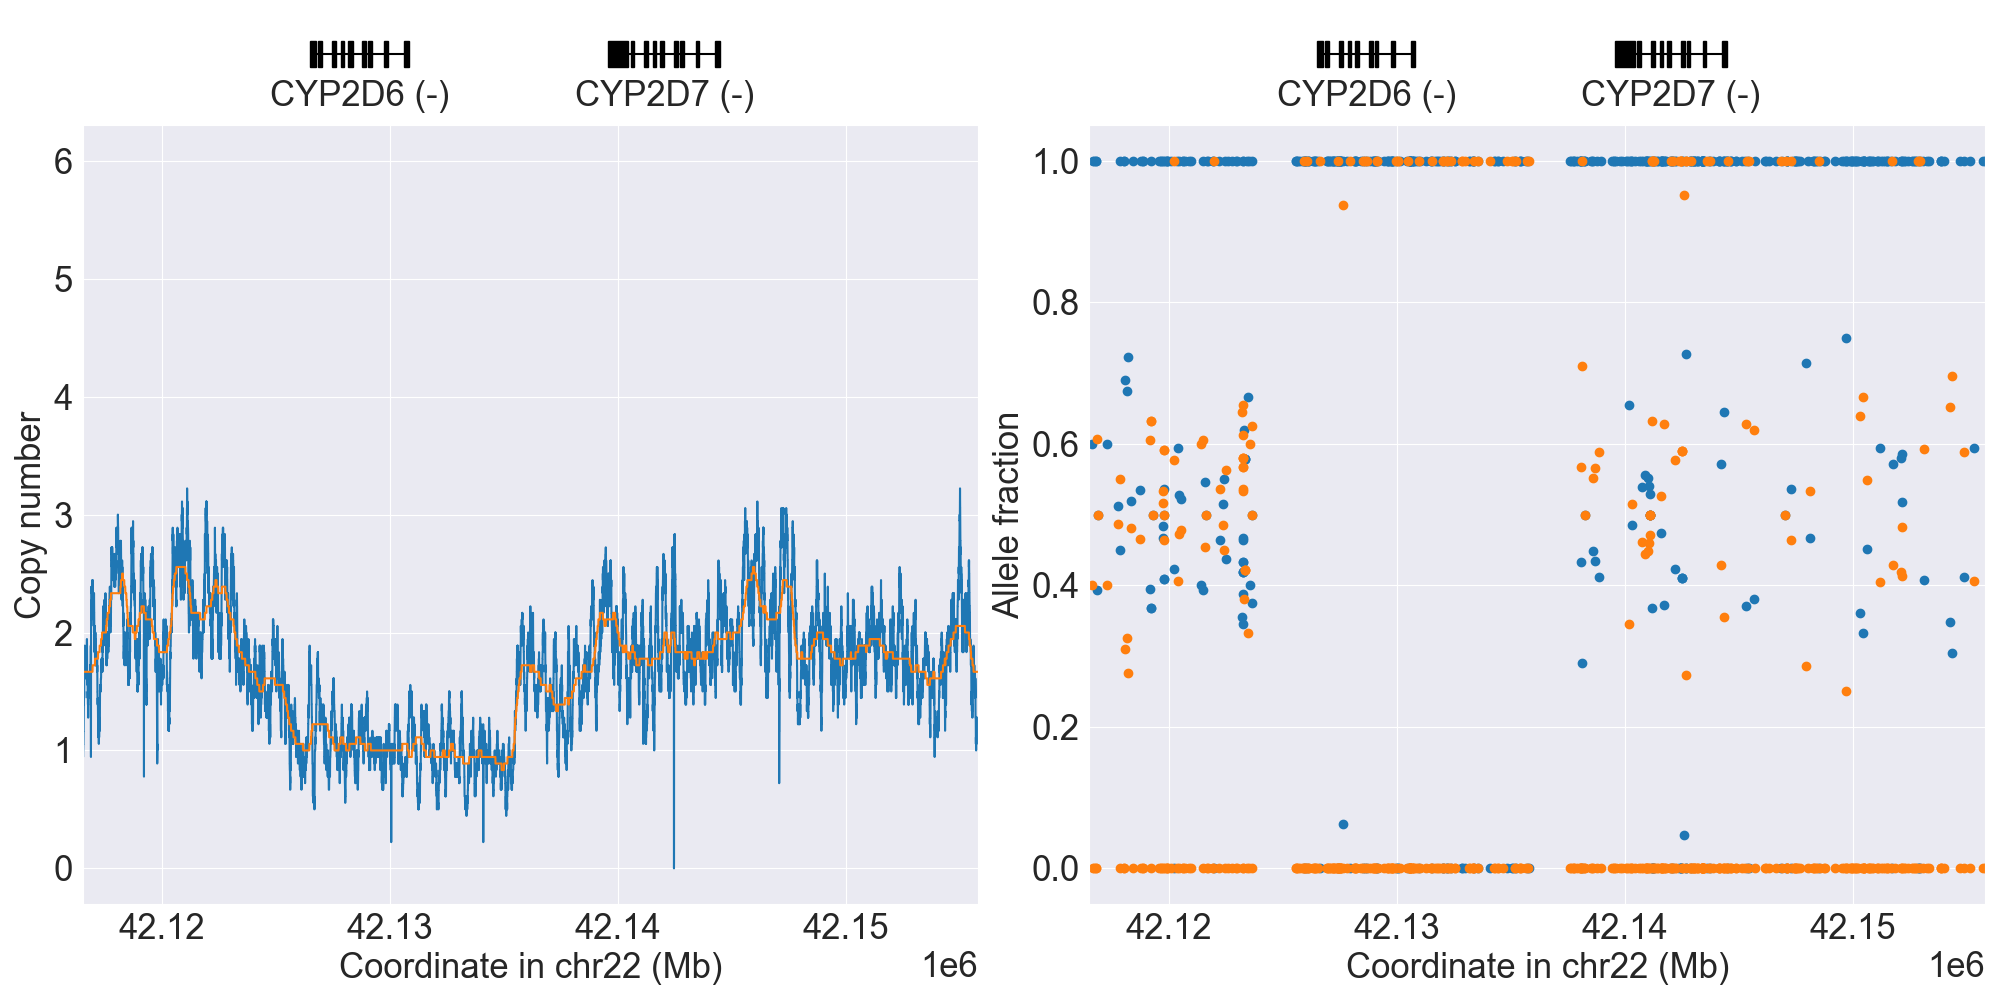 CYP2D6 (-)
CYP2D7 (-)
6
5
4
3
2
1
0
Copy number
42.12
42.13
42.14
42.15
Coordinate in chr22 (Mb)
1e6
CYP2D6 (-)
CYP2D7 (-)
1.0
0.8
0.6
0.4
0.2
0.0
Allele fraction
42.12
42.13
42.14
42.15
Coordinate in chr22 (Mb)
1e6